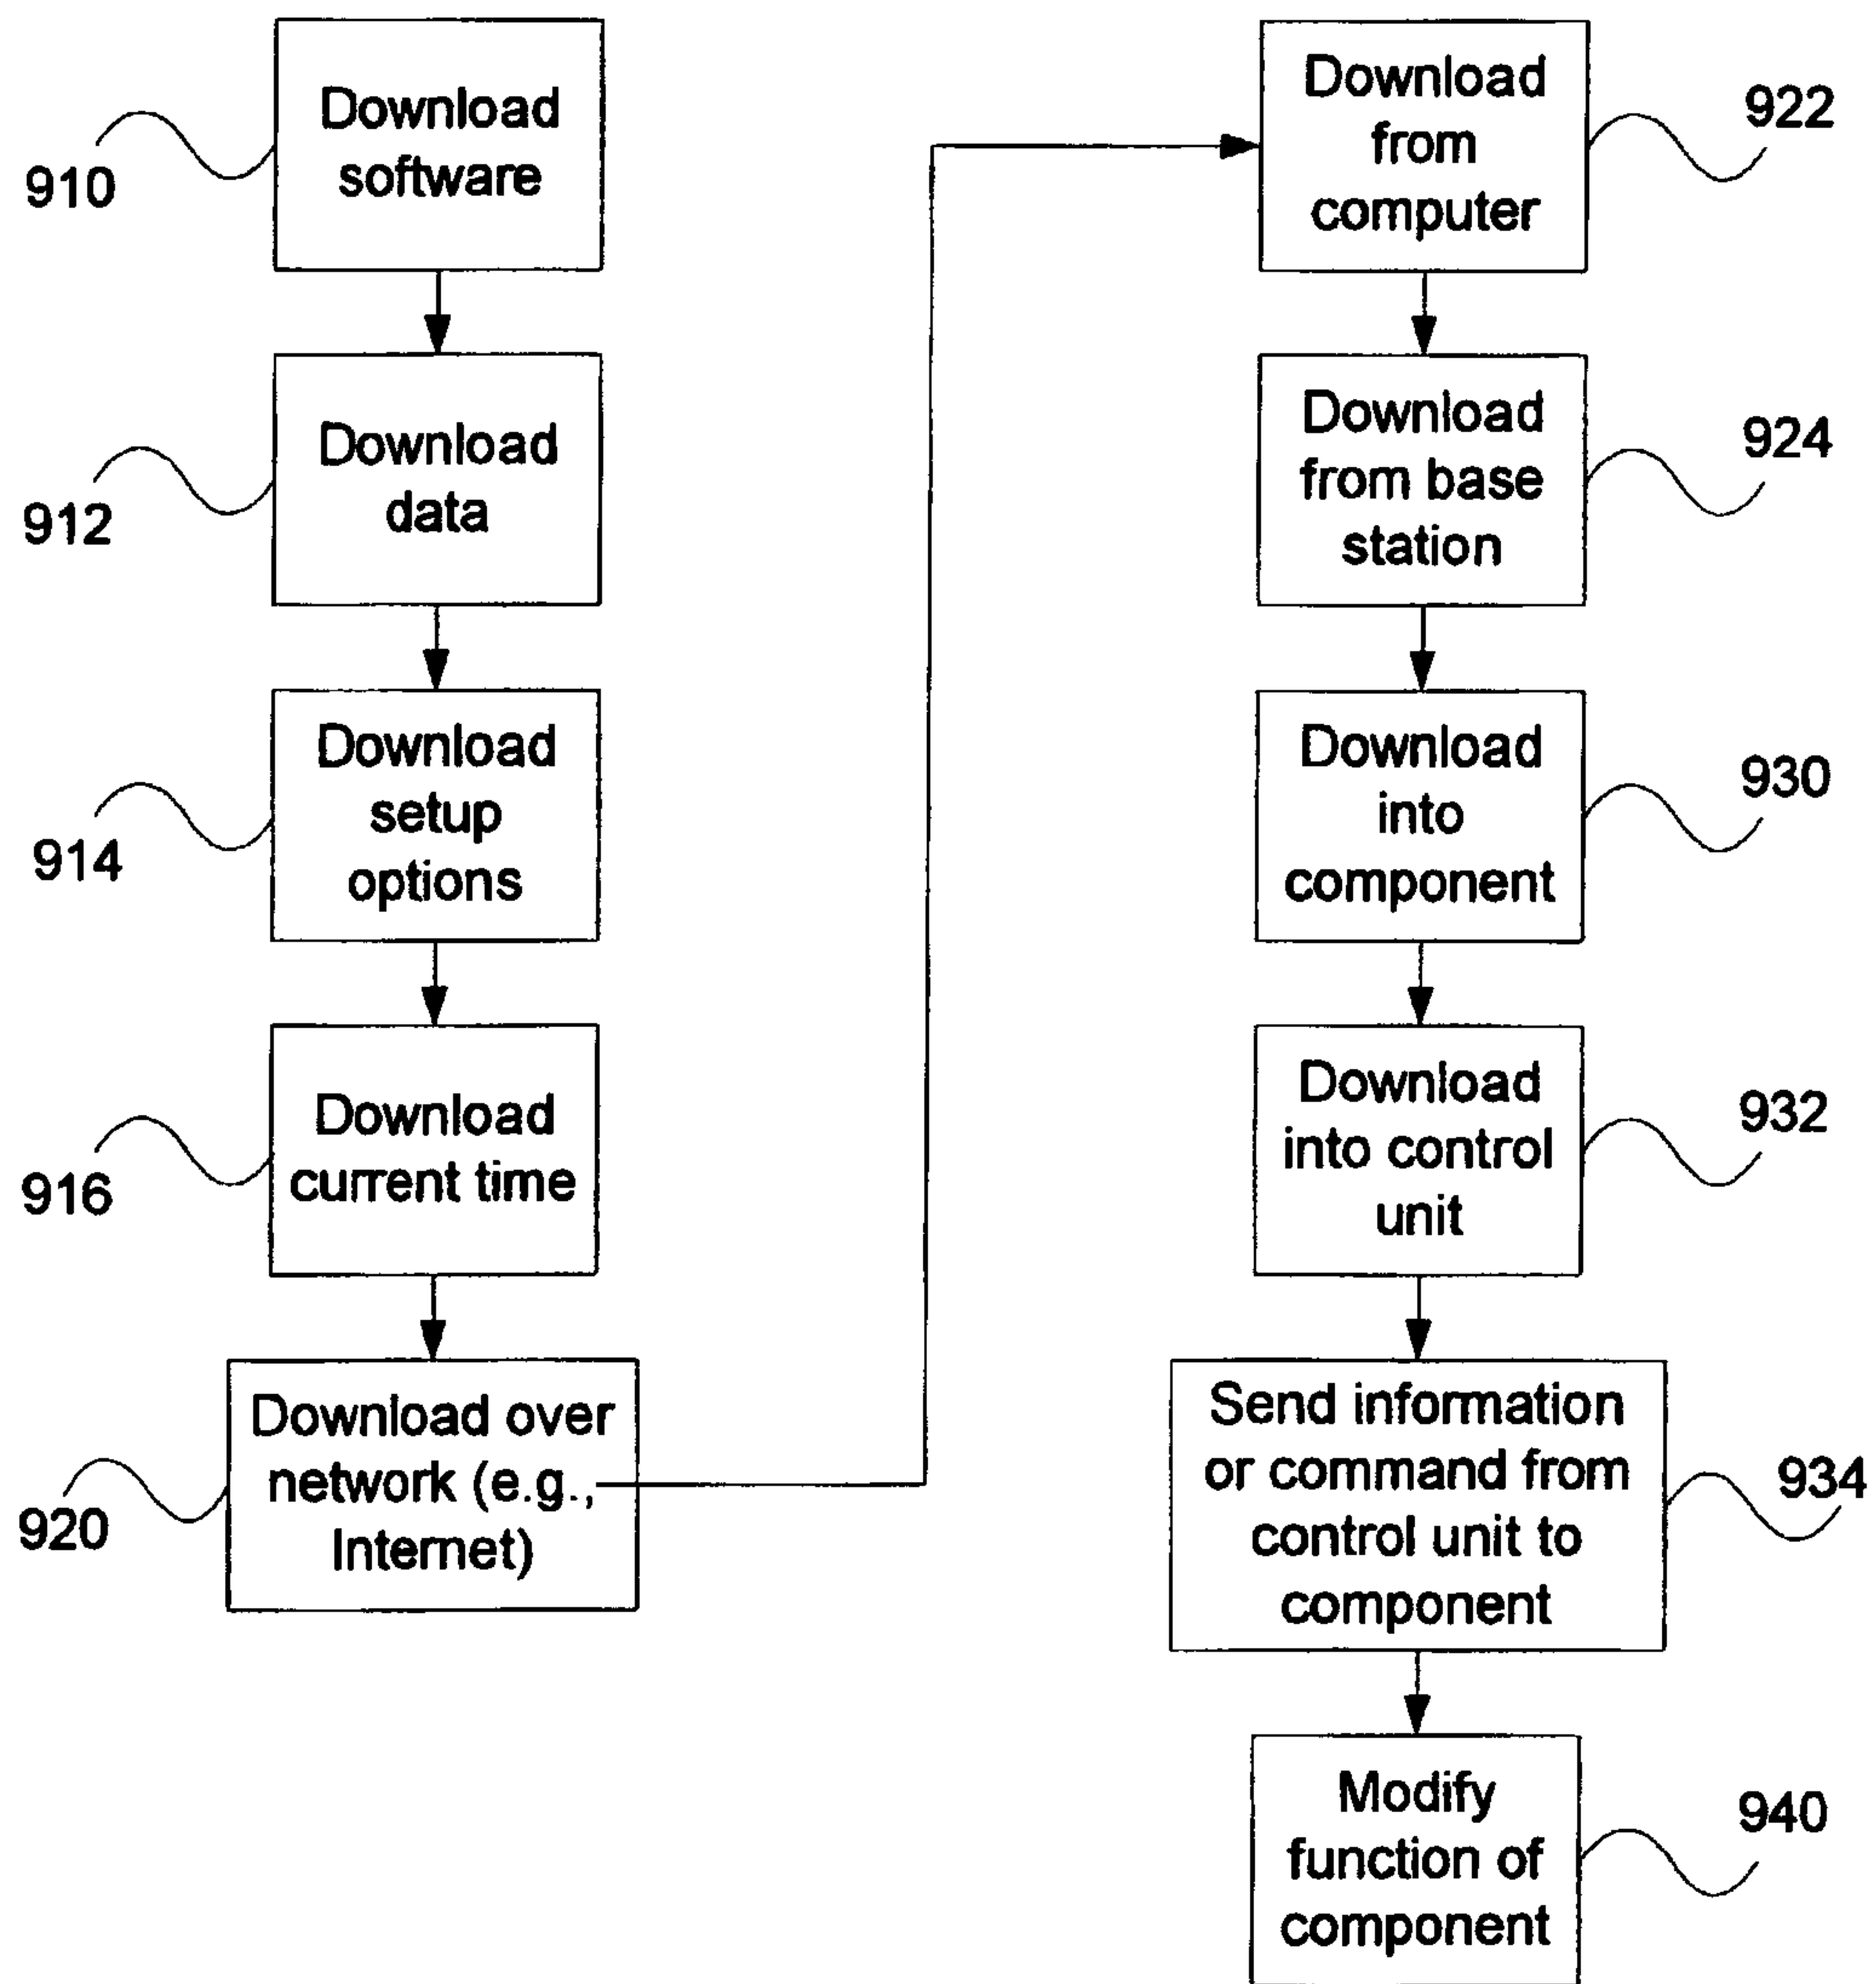 Download
software
910
Download
data
912
Download
setup
options
914
Download
current time
916
Download over
network (e.g.,
Internet)
920
Download
from
computer
922
Download
from base
station
924
Download
into
component
930
Download
into control
unit
932
Send information
or command from
control unit to
component
934
Modify
function of
component
940